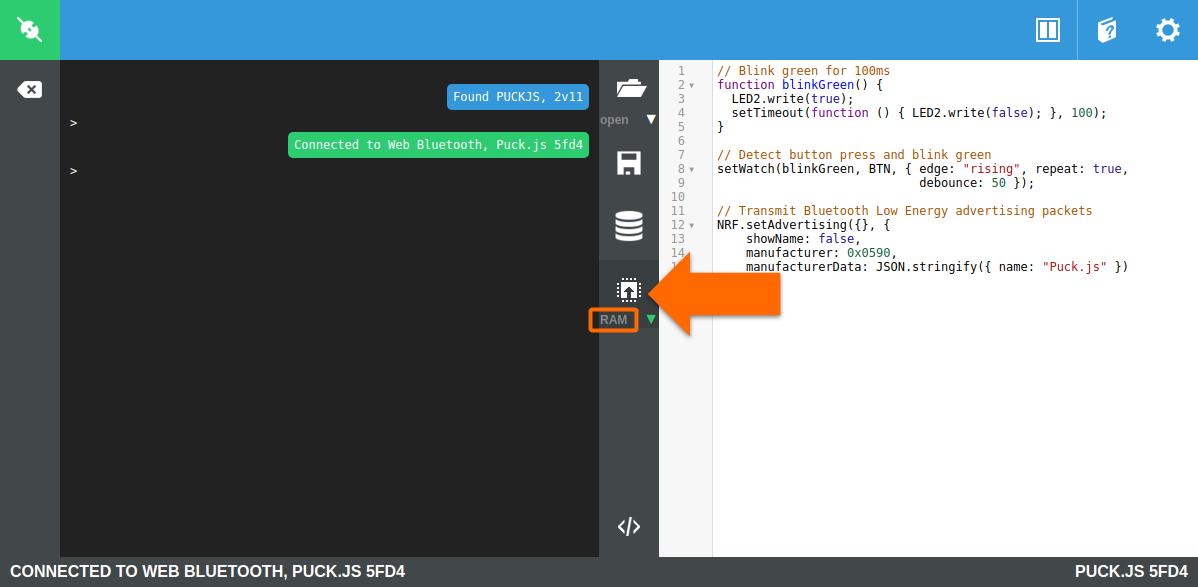 Found PUCKJS, 2v11
>
Connected to Web Bluetooth, Puck.js 5fd4
>
open ▼
RAM ▼
</>
1 // Blink green for 100ms
2 function blinkGreen() {
3   LED2.write(true);
4   setTimeout(function () { LED2.write(false); }, 100);
5 }
6
7 // Detect button press and blink green
8 setWatch(blinkGreen, BTN, { edge: "rising", repeat: true,
9                             debounce: 50 });
10
11 // Transmit Bluetooth Low Energy advertising packets
12 NRF.setAdvertising({}, {
13     showName: false,
14     manufacturer: 0x0590,
manufacturerData: JSON.stringify({ name: "Puck.js" })
CONNECTED TO WEB BLUETOOTH, PUCK.JS 5FD4
PUCK.JS 5FD4